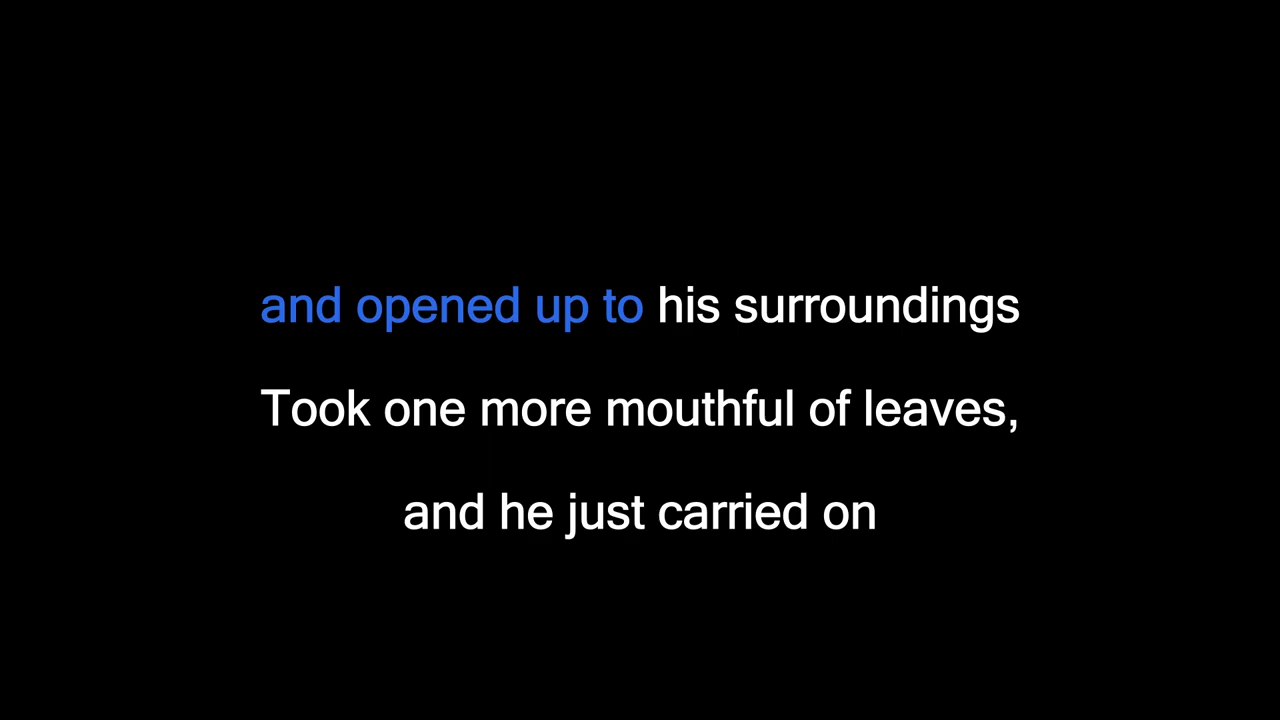 and opened up to his surroundings
Took one more mouthful of leaves,
and he just carried on